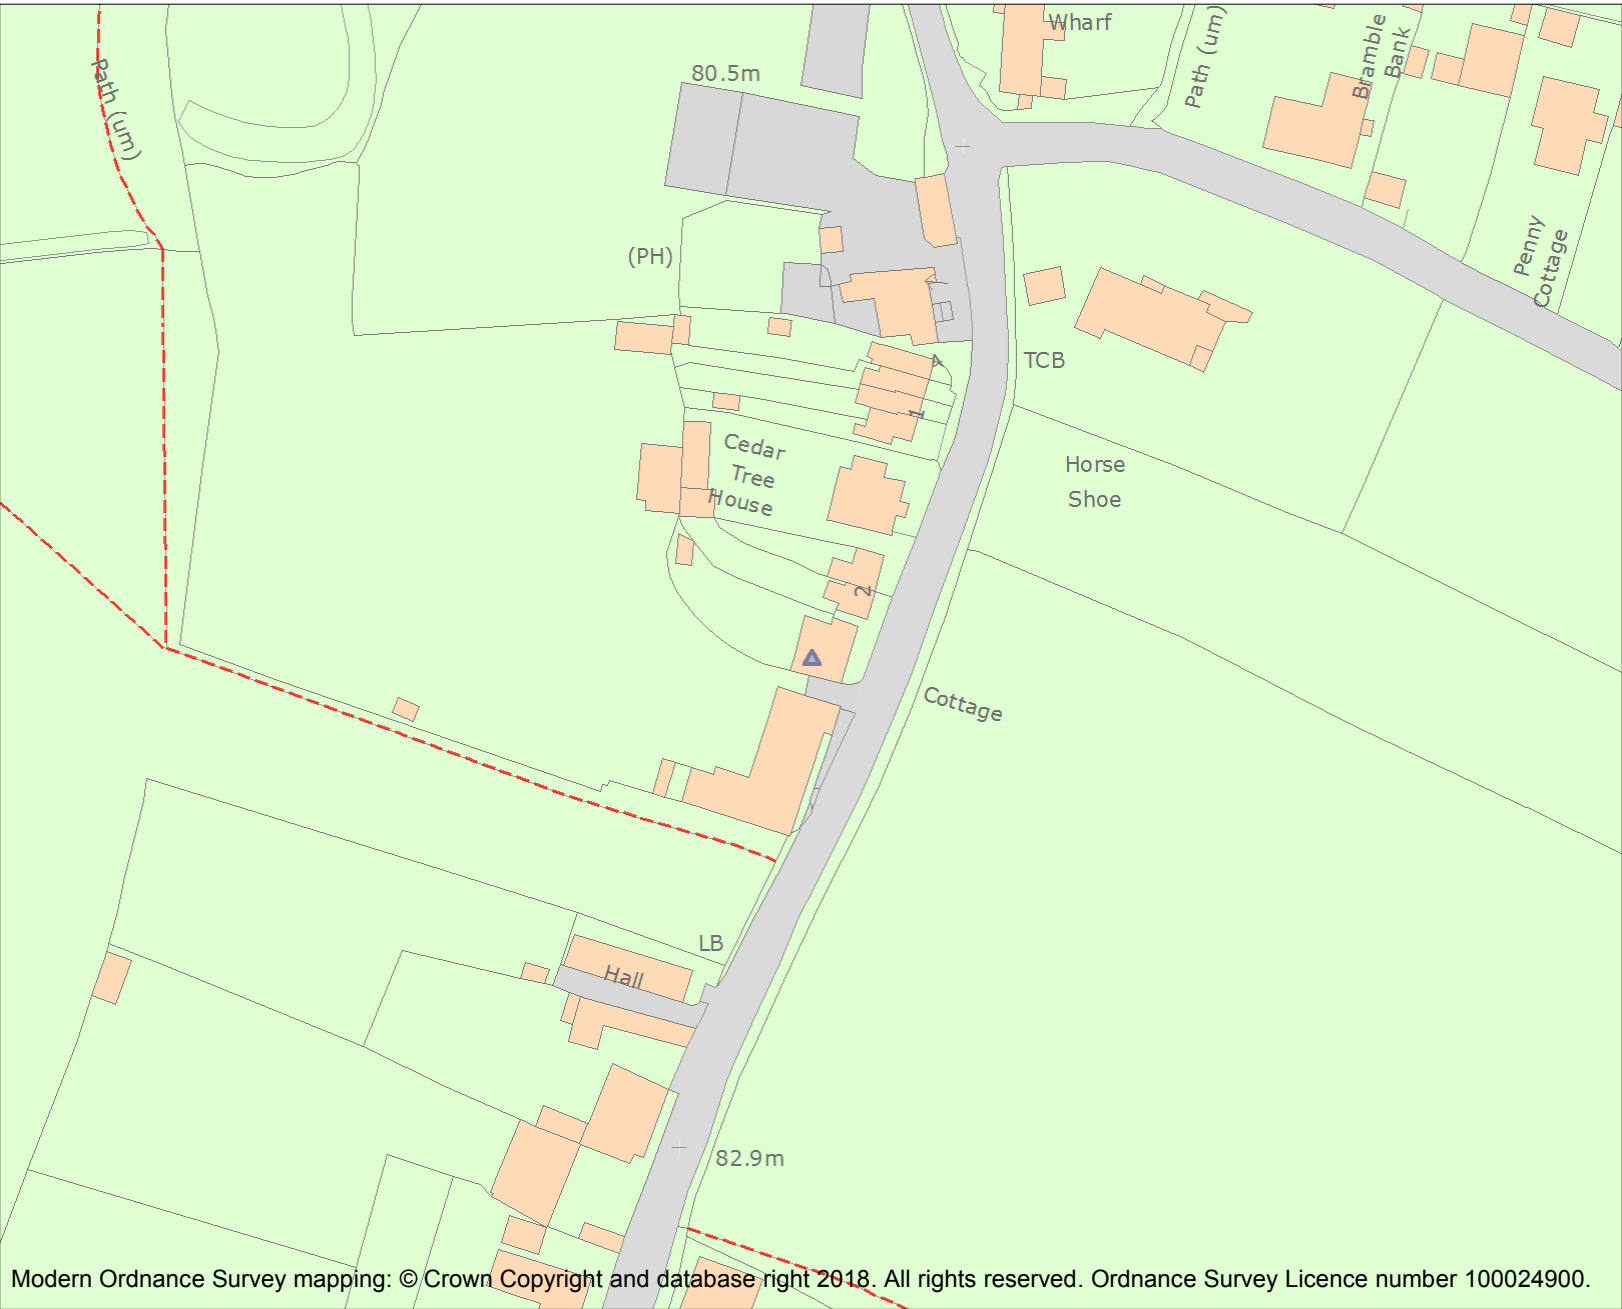 Wharf
80.5m
Path (um)
Path (um)
Bramble
Bank
Penny
Cottage
(PH)
4
TCB
1
Cedar
Tree
House
Horse
Shoe
2
Cottage
LB
Hall
82.9m
Modern Ordnance Survey mapping: © Crown Copyright and database right 2018. All rights reserved. Ordnance Survey Licence number 100024900.